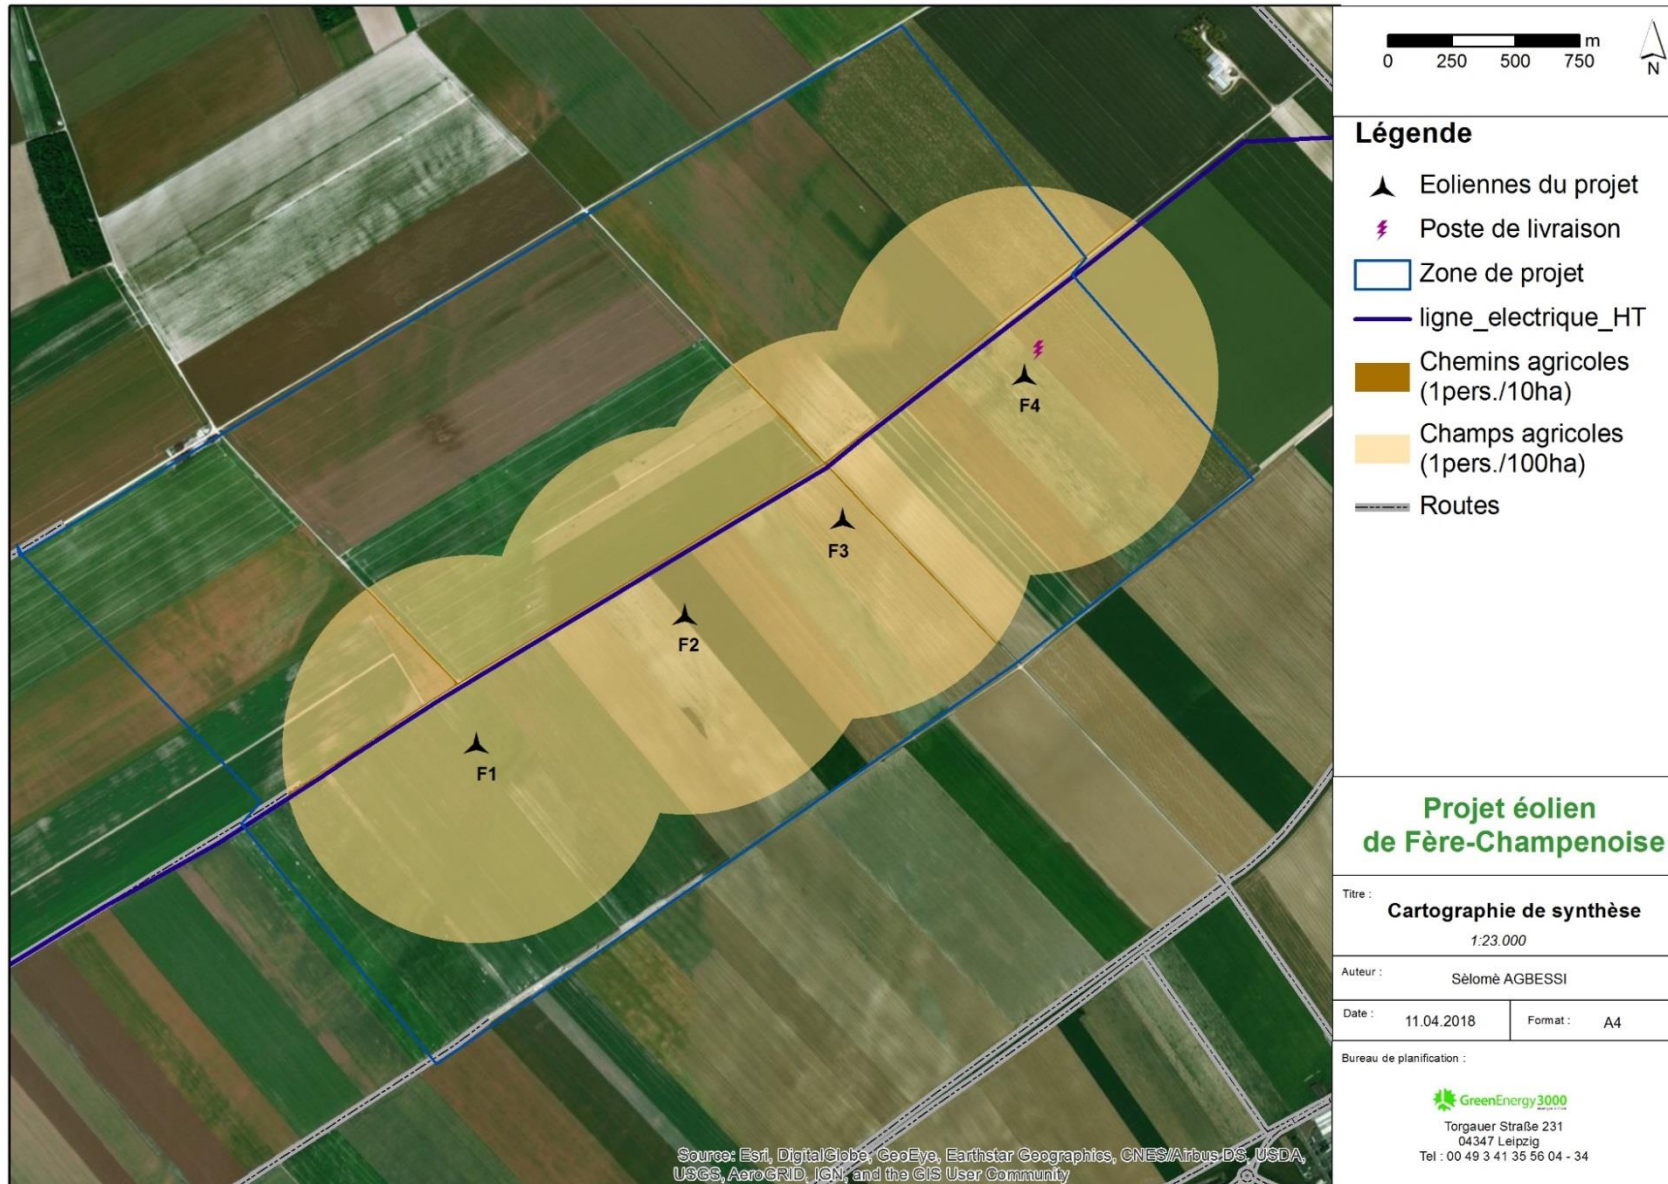 m
0 250 500 750
N
Légende
Eoliennes du projet
Poste de livraison
Zone de projet
ligne_electrique_HT
Chemins agricoles
(1pers./10ha)
Champs agricoles
(1pers./100ha)
Routes
F4
F3
F2
F1
Projet éolien
de Fère-Champenoise
Titre :
Cartographie de synthèse
1:23.000
Auteur : Sèlomè AGBESSI
Date : 11.04.2018 Format : A4
Bureau de planification :
GreenEnergy3000
Torgauer Straße 231
04347 Leipzig
Tel : 00 49 3 41 35 56 04 - 34
Source: Esri, DigitalGlobe, GeoEye, Earthstar Geographics, CNES/Airbus DS, USDA,
USGS, AeroGRID, IGN, and the GIS User Community